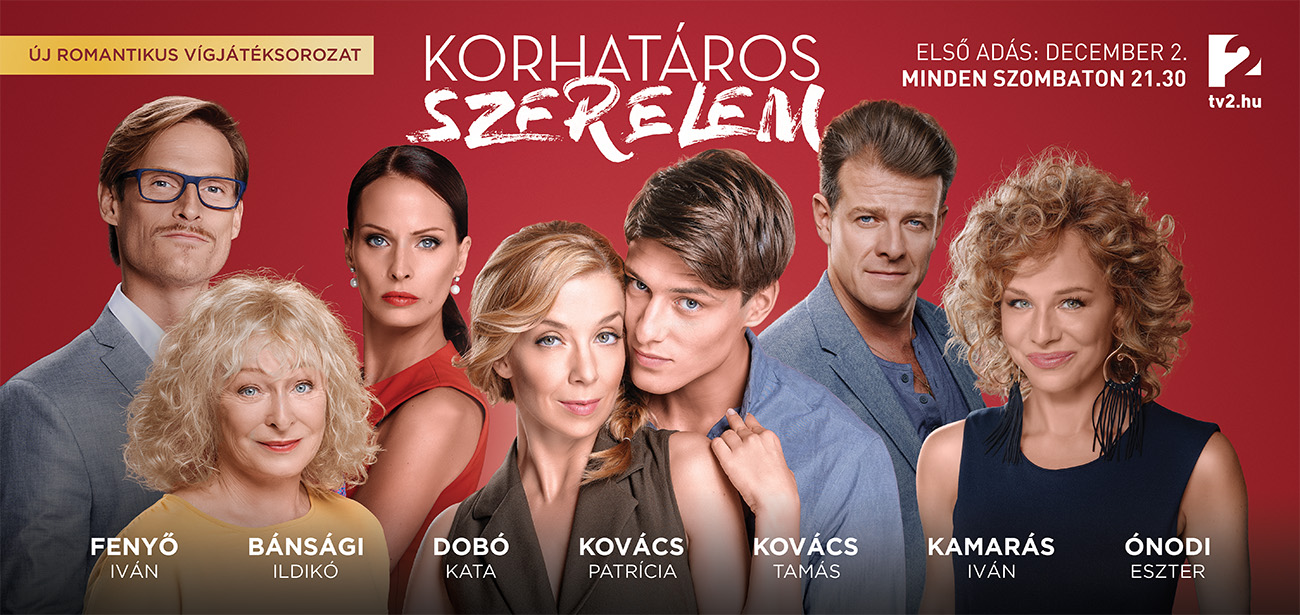 ÚJ ROMANTIKUS VÍGJÁTÉKSOROZAT
KORHATÁROS
SZERELEM
ELSŐ ADÁS: DECEMBER 2.
MINDEN SZOMBATON 21.30
2
tv2.hu
FENYŐ
IVÁN
BÁNSÁGI
ILDIKÓ
DOBÓ
KATA
KOVÁCS
PATRÍCIA
KOVÁCS
TAMÁS
KAMARÁS
IVÁN
ÓNODI
ESZTER